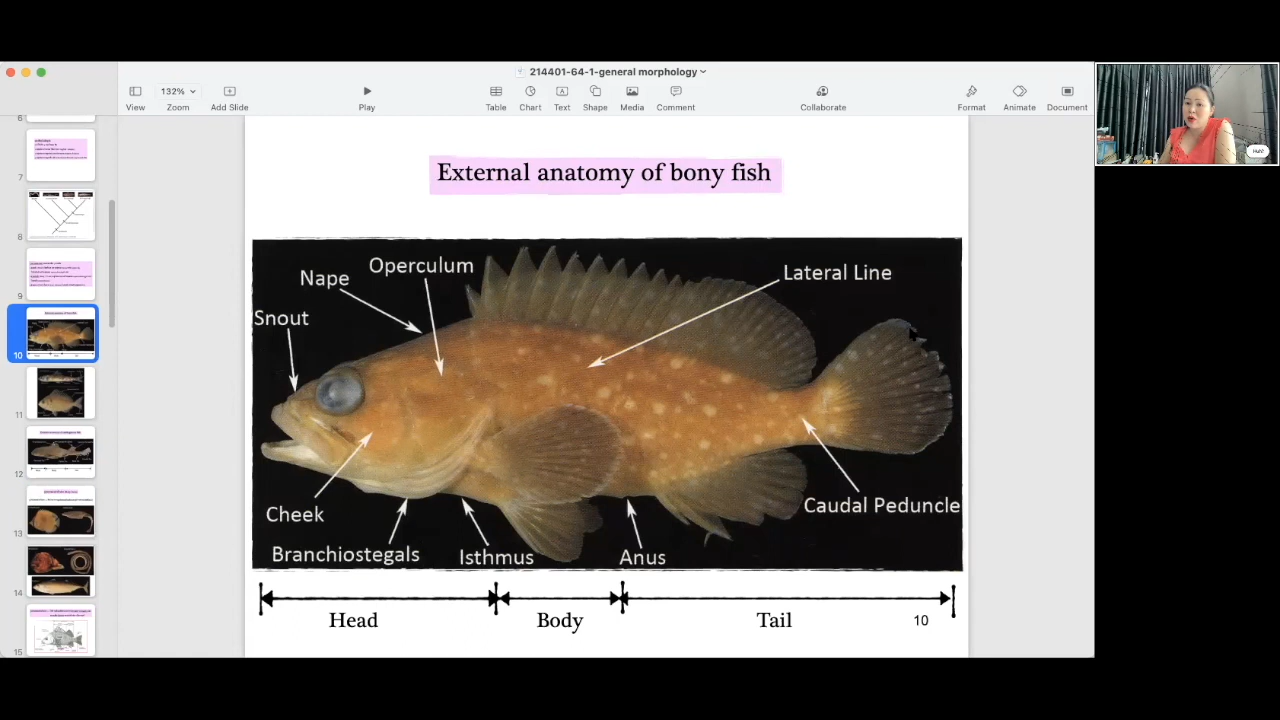 214401-64-1-general morphology
132%
View
Zoom
Add Slide
Play
Table
Chart
Text
Shape
Media
Comment
Collaborate
Format
Animate
Document
6
7
8
9
10
11
12
13
14
15
External anatomy of bony fish
Nape
Operculum
Lateral Line
Snout
Cheek
Caudal Peduncle
Branchiostegals
Isthmus
Anus
Head
Body
Tail
10